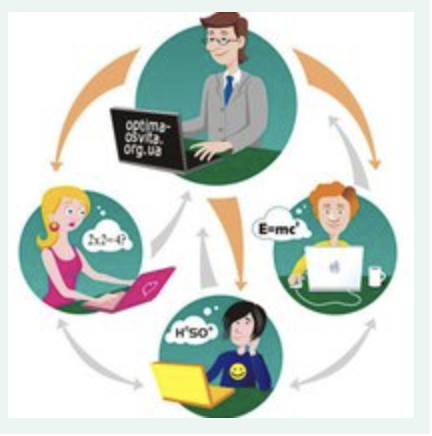 optima-
osvita.
org.ua
2x2=4?
E=mc²
H²SO⁴